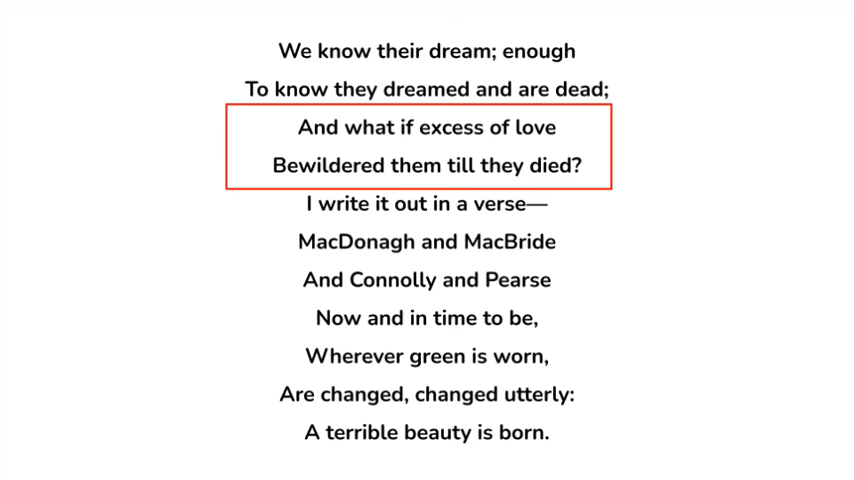 We know their dream; enough
To know they dreamed and are dead;
And what if excess of love
Bewildered them till they died?
I write it out in a verse—
MacDonagh and MacBride
And Connolly and Pearse
Now and in time to be,
Wherever green is worn,
Are changed, changed utterly:
A terrible beauty is born.